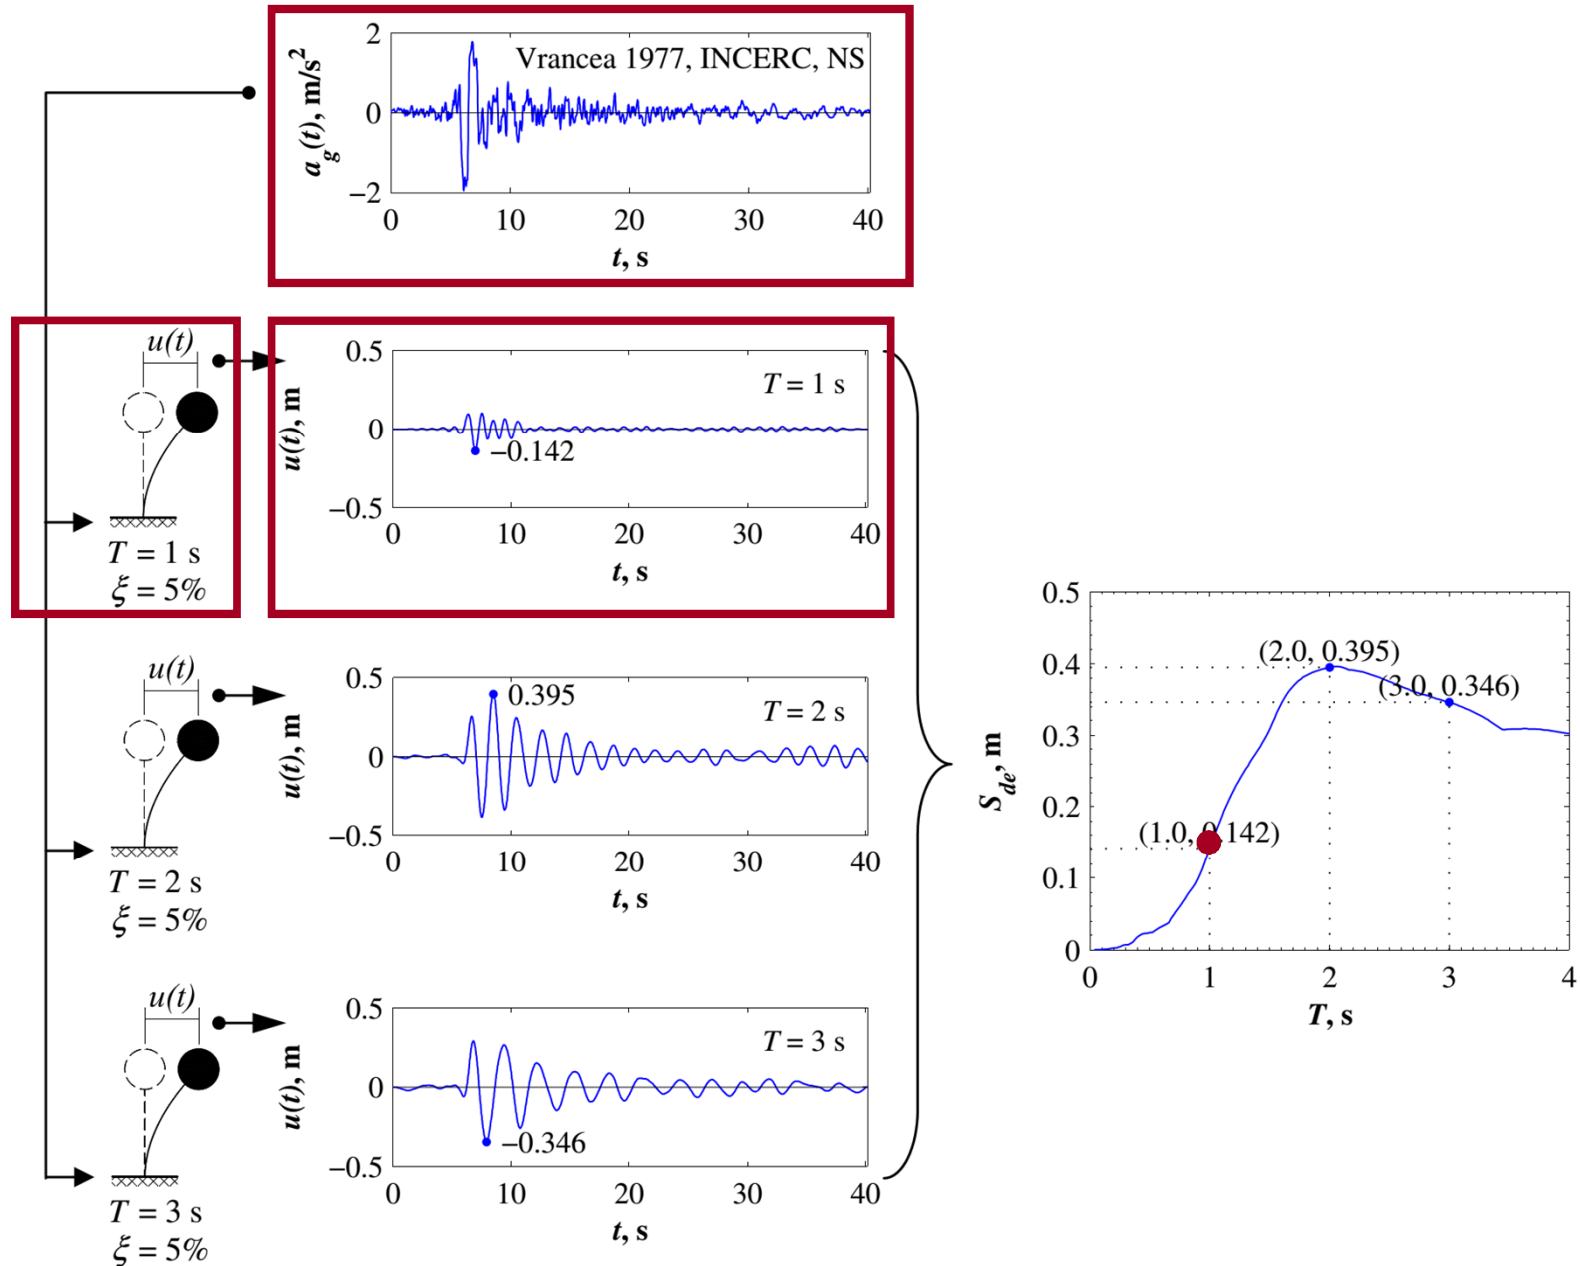 Vrancea 1977, INCERC, NS
a_g(t), m/s²
2
0
−2
0 10 20 30 40
t, s
u(t)
T = 1 s
ξ = 5%
u(t), m
0.5
0
−0.5
T = 1 s
−0.142
0 10 20 30 40
t, s
u(t)
T = 2 s
ξ = 5%
u(t), m
0.5
0
−0.5
0.395
T = 2 s
0 10 20 30 40
t, s
u(t)
T = 3 s
ξ = 5%
u(t), m
0.5
0
−0.5
T = 3 s
−0.346
0 10 20 30 40
t, s
S_de, m
0.5
0.4
0.3
0.2
0.1
0
(2.0, 0.395)
(3.0, 0.346)
(1.0, 0.142)
0 1 2 3 4
T, s